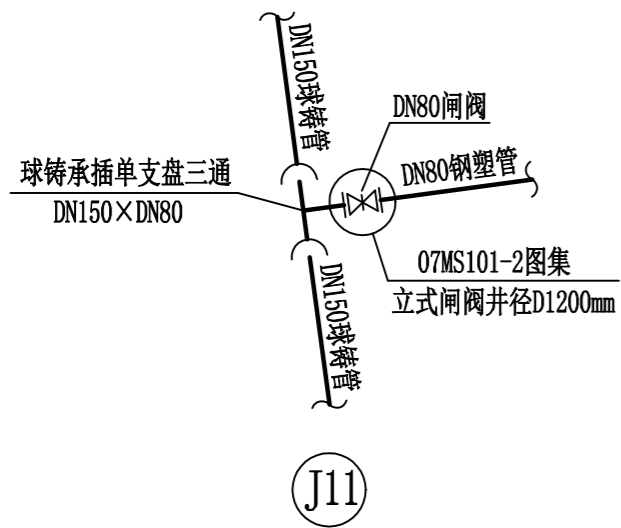 DN150球铸管
DN80闸阀
DN80钢塑管
球铸承插单支盘三通
DN150×DN80
07MS101-2图集
立式闸阀井径D1200mm
DN150球铸管
J11